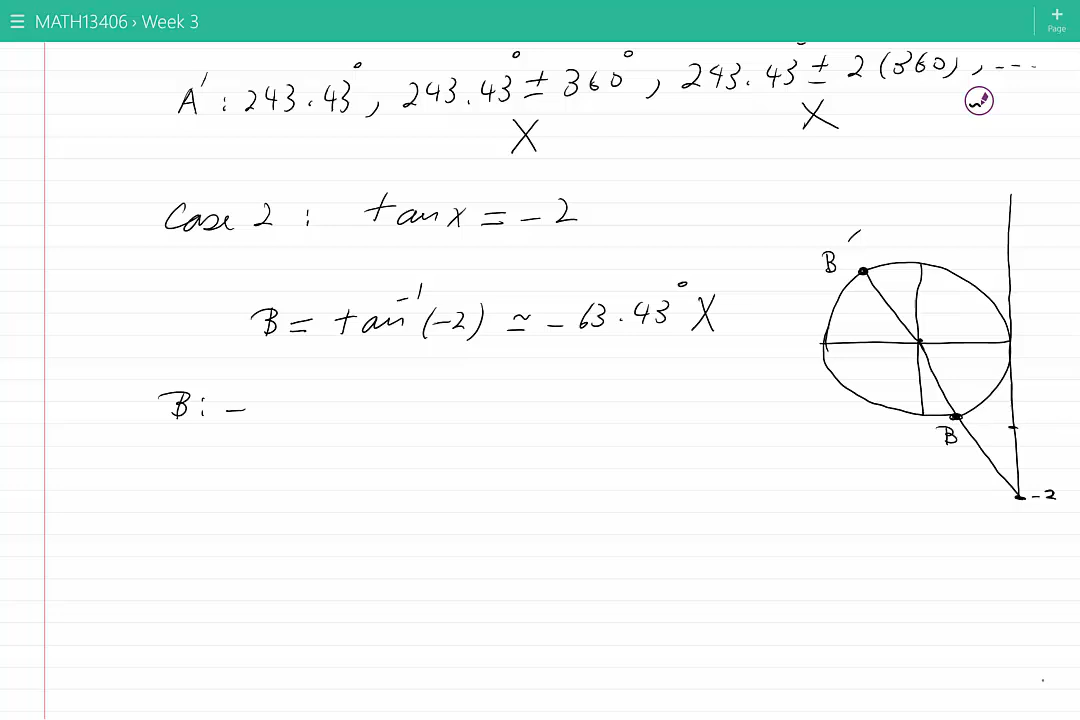 ☰ MATH13406 › Week 3
+ Page
A′ : 243.43°, 243.43° ± 360°, 243.43° ± 2(360), ...
X X
Case 2 : tan x = -2
B = tan⁻¹(-2) ≃ -63.43° X
B : -
B′
B
-2